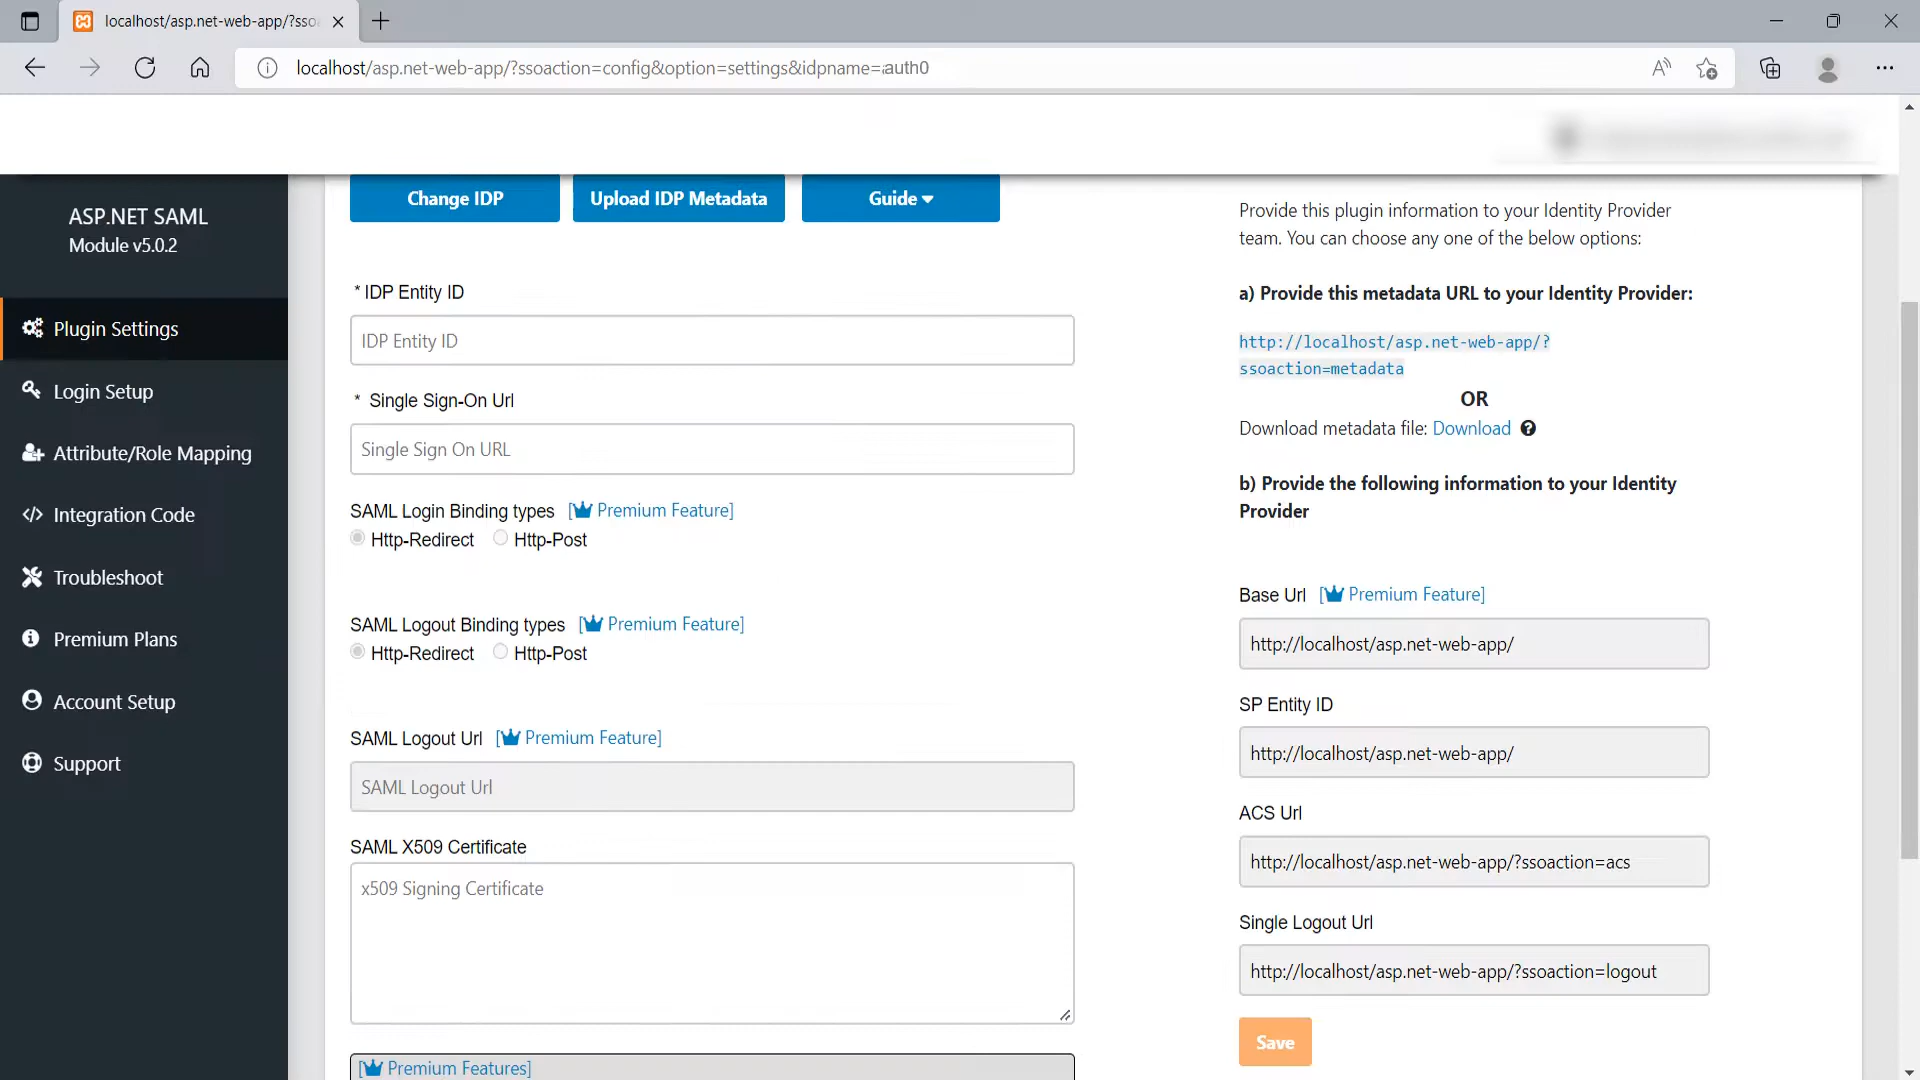 localhost/asp.net-web-app/?sso
localhost/asp.net-web-app/?ssoaction=config&option=settings&idpname=auth0
ASP.NET SAML
Module v5.0.2
Plugin Settings
Login Setup
Attribute/Role Mapping
Integration Code
Troubleshoot
Premium Plans
Account Setup
Support
Change IDP
Upload IDP Metadata
Guide
* IDP Entity ID
IDP Entity ID
* Single Sign-On Url
Single Sign On URL
SAML Login Binding types [Premium Feature]
Http-Redirect Http-Post
SAML Logout Binding types [Premium Feature]
Http-Redirect Http-Post
SAML Logout Url [Premium Feature]
SAML Logout Url
SAML X509 Certificate
x509 Signing Certificate
[Premium Features]
Provide this plugin information to your Identity Provider
team. You can choose any one of the below options:
a) Provide this metadata URL to your Identity Provider:
http://localhost/asp.net-web-app/?
ssoaction=metadata
OR
Download metadata file: Download
b) Provide the following information to your Identity
Provider
Base Url [Premium Feature]
http://localhost/asp.net-web-app/
SP Entity ID
http://localhost/asp.net-web-app/
ACS Url
http://localhost/asp.net-web-app/?ssoaction=acs
Single Logout Url
http://localhost/asp.net-web-app/?ssoaction=logout
Save